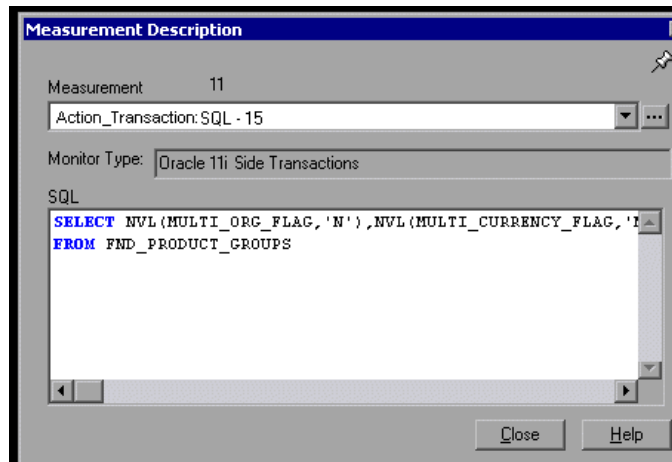 Measurement Description
Measurement 11
Action_Transaction:SQL - 15
...
Monitor Type: Oracle 11i Side Transactions
SQL
SELECT NVL(MULTI_ORG_FLAG,'N'),NVL(MULTI_CURRENCY_FLAG,'
FROM FND_PRODUCT_GROUPS
Close Help